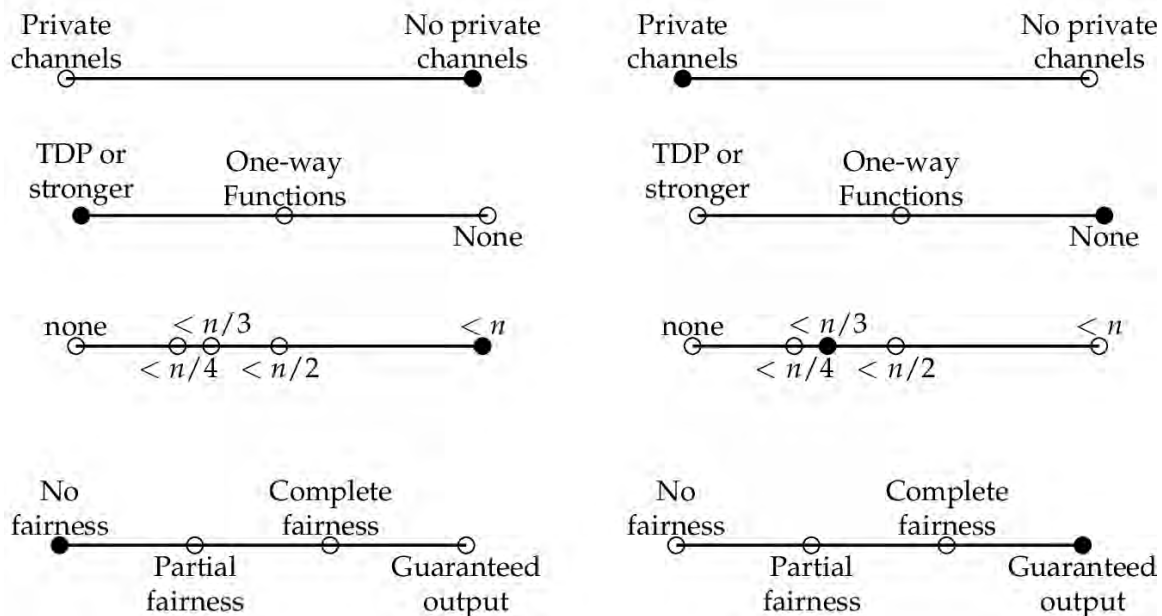 Private
channels
No private
channels
TDP or
stronger
One-way
Functions
None
none
< n/3
< n
< n/4
< n/2
No
fairness
Complete
fairness
Partial
fairness
Guaranteed
output
Private
channels
No private
channels
TDP or
stronger
One-way
Functions
None
none
< n/3
< n
< n/4
< n/2
No
fairness
Complete
fairness
Partial
fairness
Guaranteed
output